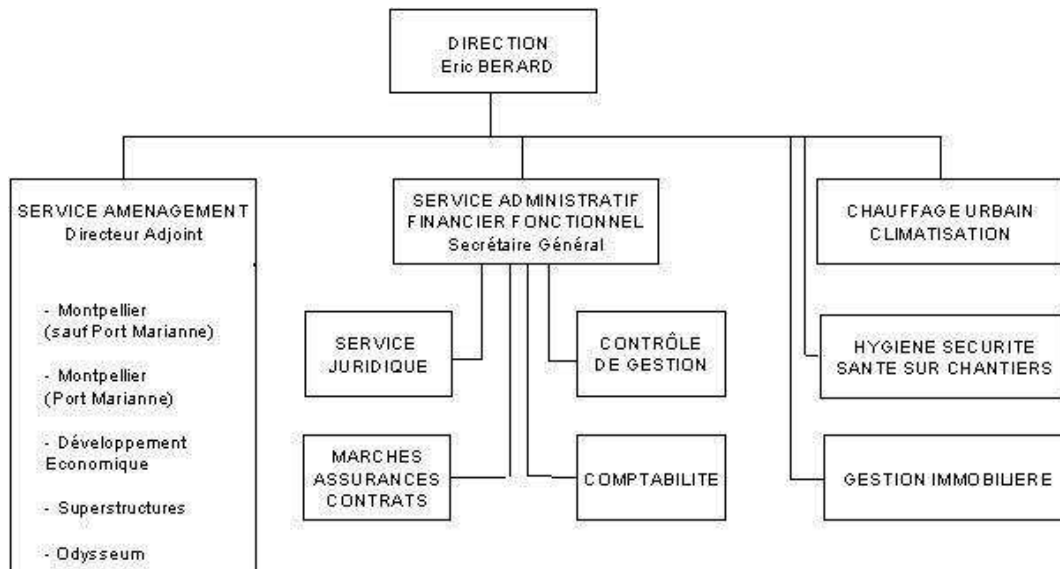 DIRECTION
Eric BERARD
SERVICE AMENAGEMENT
Directeur Adjoint
- Montpellier
(sauf Port Marianne)
- Montpellier
(Port Marianne)
- Développement
Economique
- Superstructures
- Odysseum
SERVICE ADMINISTRATIF
FINANCIER FONCTIONNEL
Secrétaire Général
SERVICE
JURIDIQUE
CONTRÔLE
DE GESTION
MARCHES
ASSURANCES
CONTRATS
COMPTABILITE
CHAUFFAGE URBAIN
CLIMATISATION
HYGIENE SECURITE
SANTE SUR CHANTIERS
GESTION IMMOBILIERE